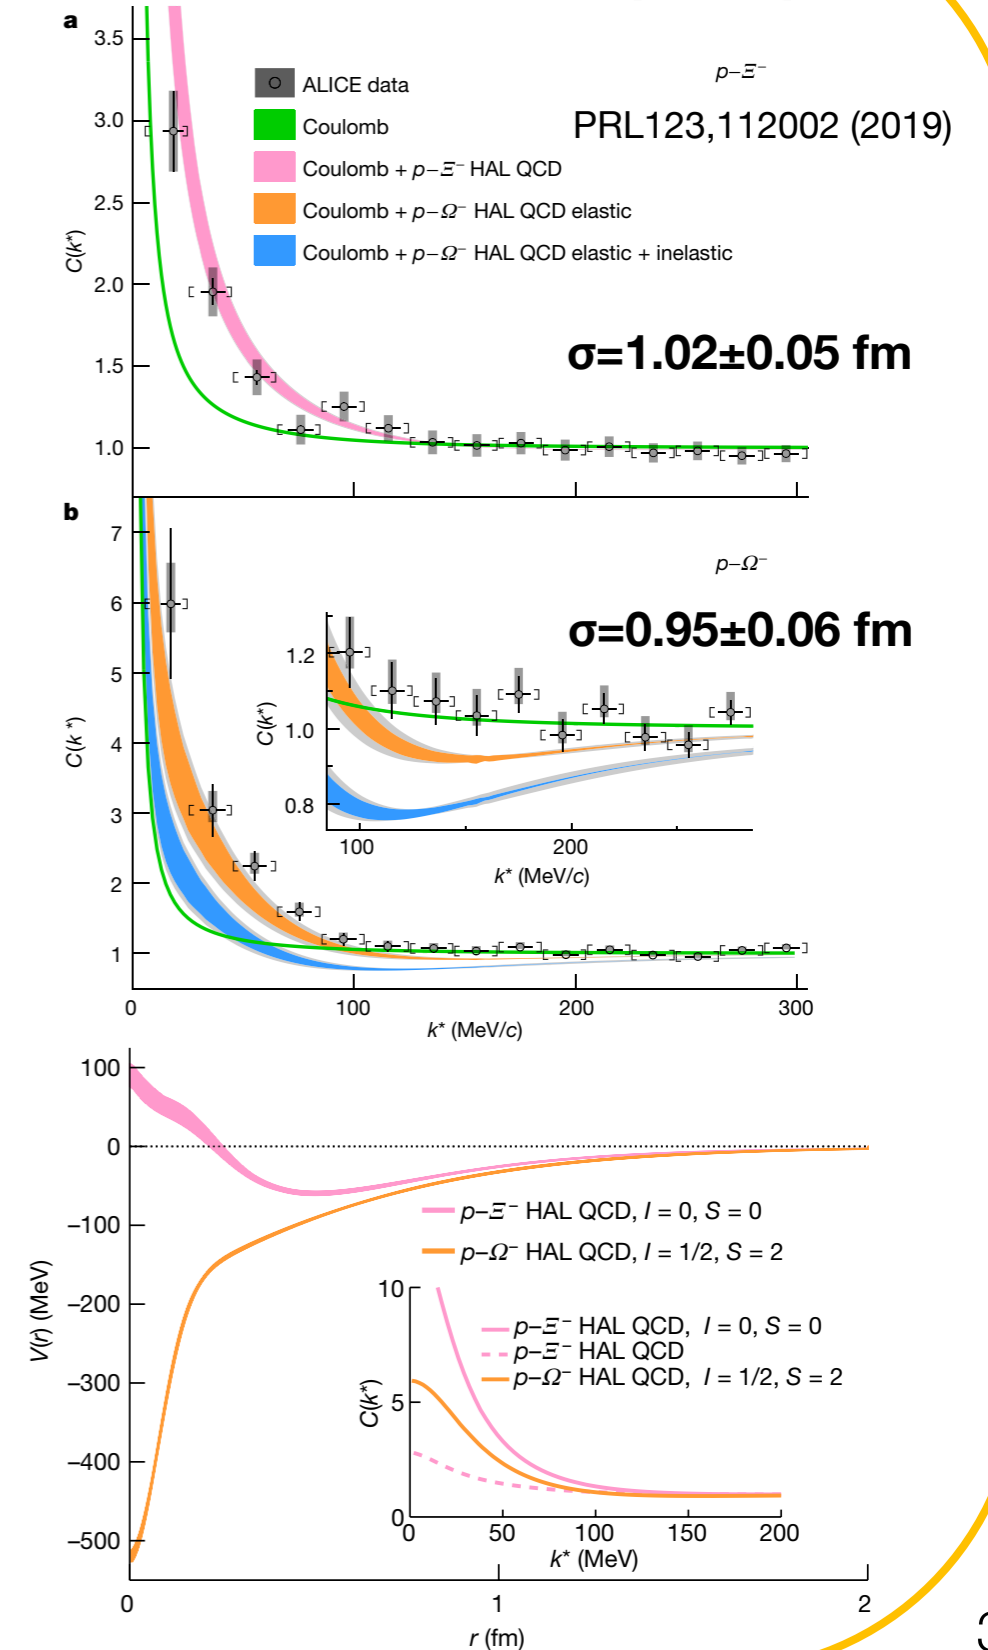 a
3.5
3.0
2.5
2.0
1.5
1.0
C(k*)
ALICE data
Coulomb
Coulomb + p–Ξ⁻ HAL QCD
Coulomb + p–Ω⁻ HAL QCD elastic
Coulomb + p–Ω⁻ HAL QCD elastic + inelastic
p–Ξ⁻
PRL123,112002 (2019)
σ=1.02±0.05 fm
b
7
6
5
4
3
2
1
C(k*)
p–Ω⁻
σ=0.95±0.06 fm
1.2
1.0
0.8
C(k*)
100 200
k* (MeV/c)
0 100 200 300
k* (MeV/c)
100
0
–100
–200
–300
–400
–500
V(r) (MeV)
p–Ξ⁻ HAL QCD, I = 0, S = 0
p–Ω⁻ HAL QCD, I = 1/2, S = 2
10
5
0
C(k*)
p–Ξ⁻ HAL QCD, I = 0, S = 0
p–Ξ⁻ HAL QCD
p–Ω⁻ HAL QCD, I = 1/2, S = 2
0 50 100 150 200
k* (MeV)
0 1 2
r (fm)